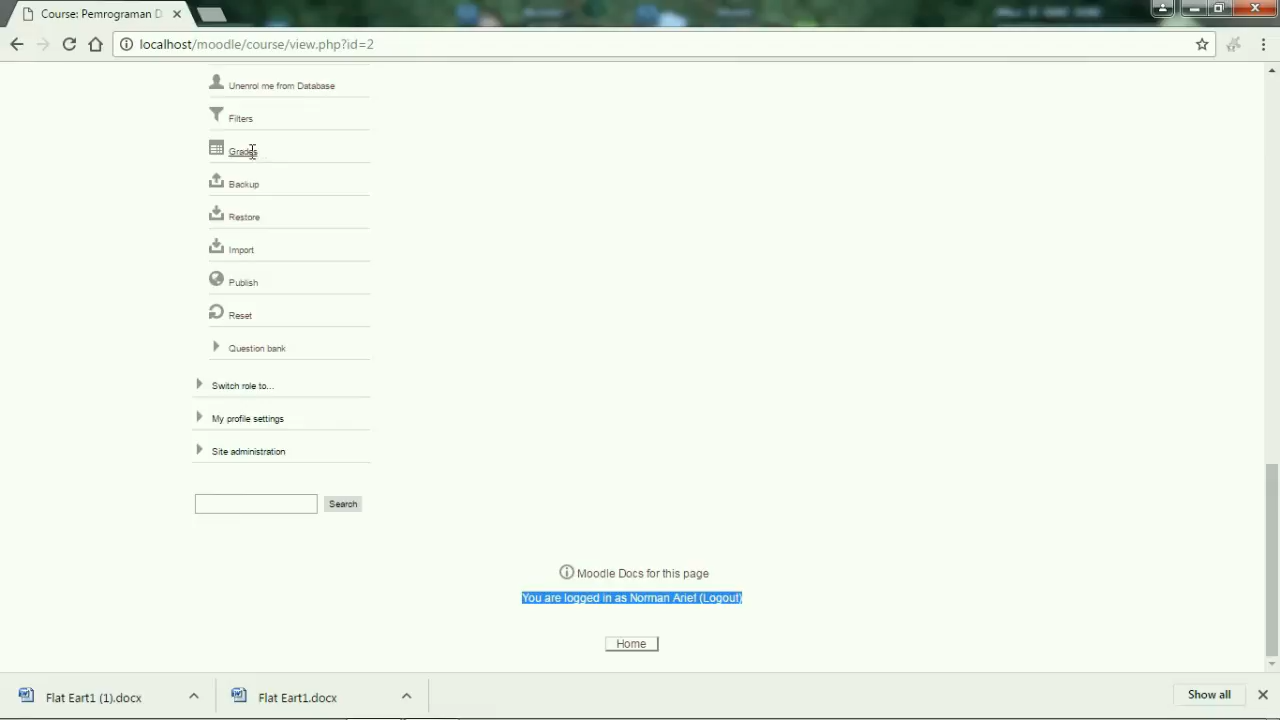 Course: Pemrograman D
localhost/moodle/course/view.php?id=2
Unenrol me from Database
Filters
Grades
Backup
Restore
Import
Publish
Reset
Question bank
Switch role to...
My profile settings
Site administration
Search
Moodle Docs for this page
You are logged in as Norman Arief (Logout)
Home
Flat Eart1 (1).docx
Flat Eart1.docx
Show all